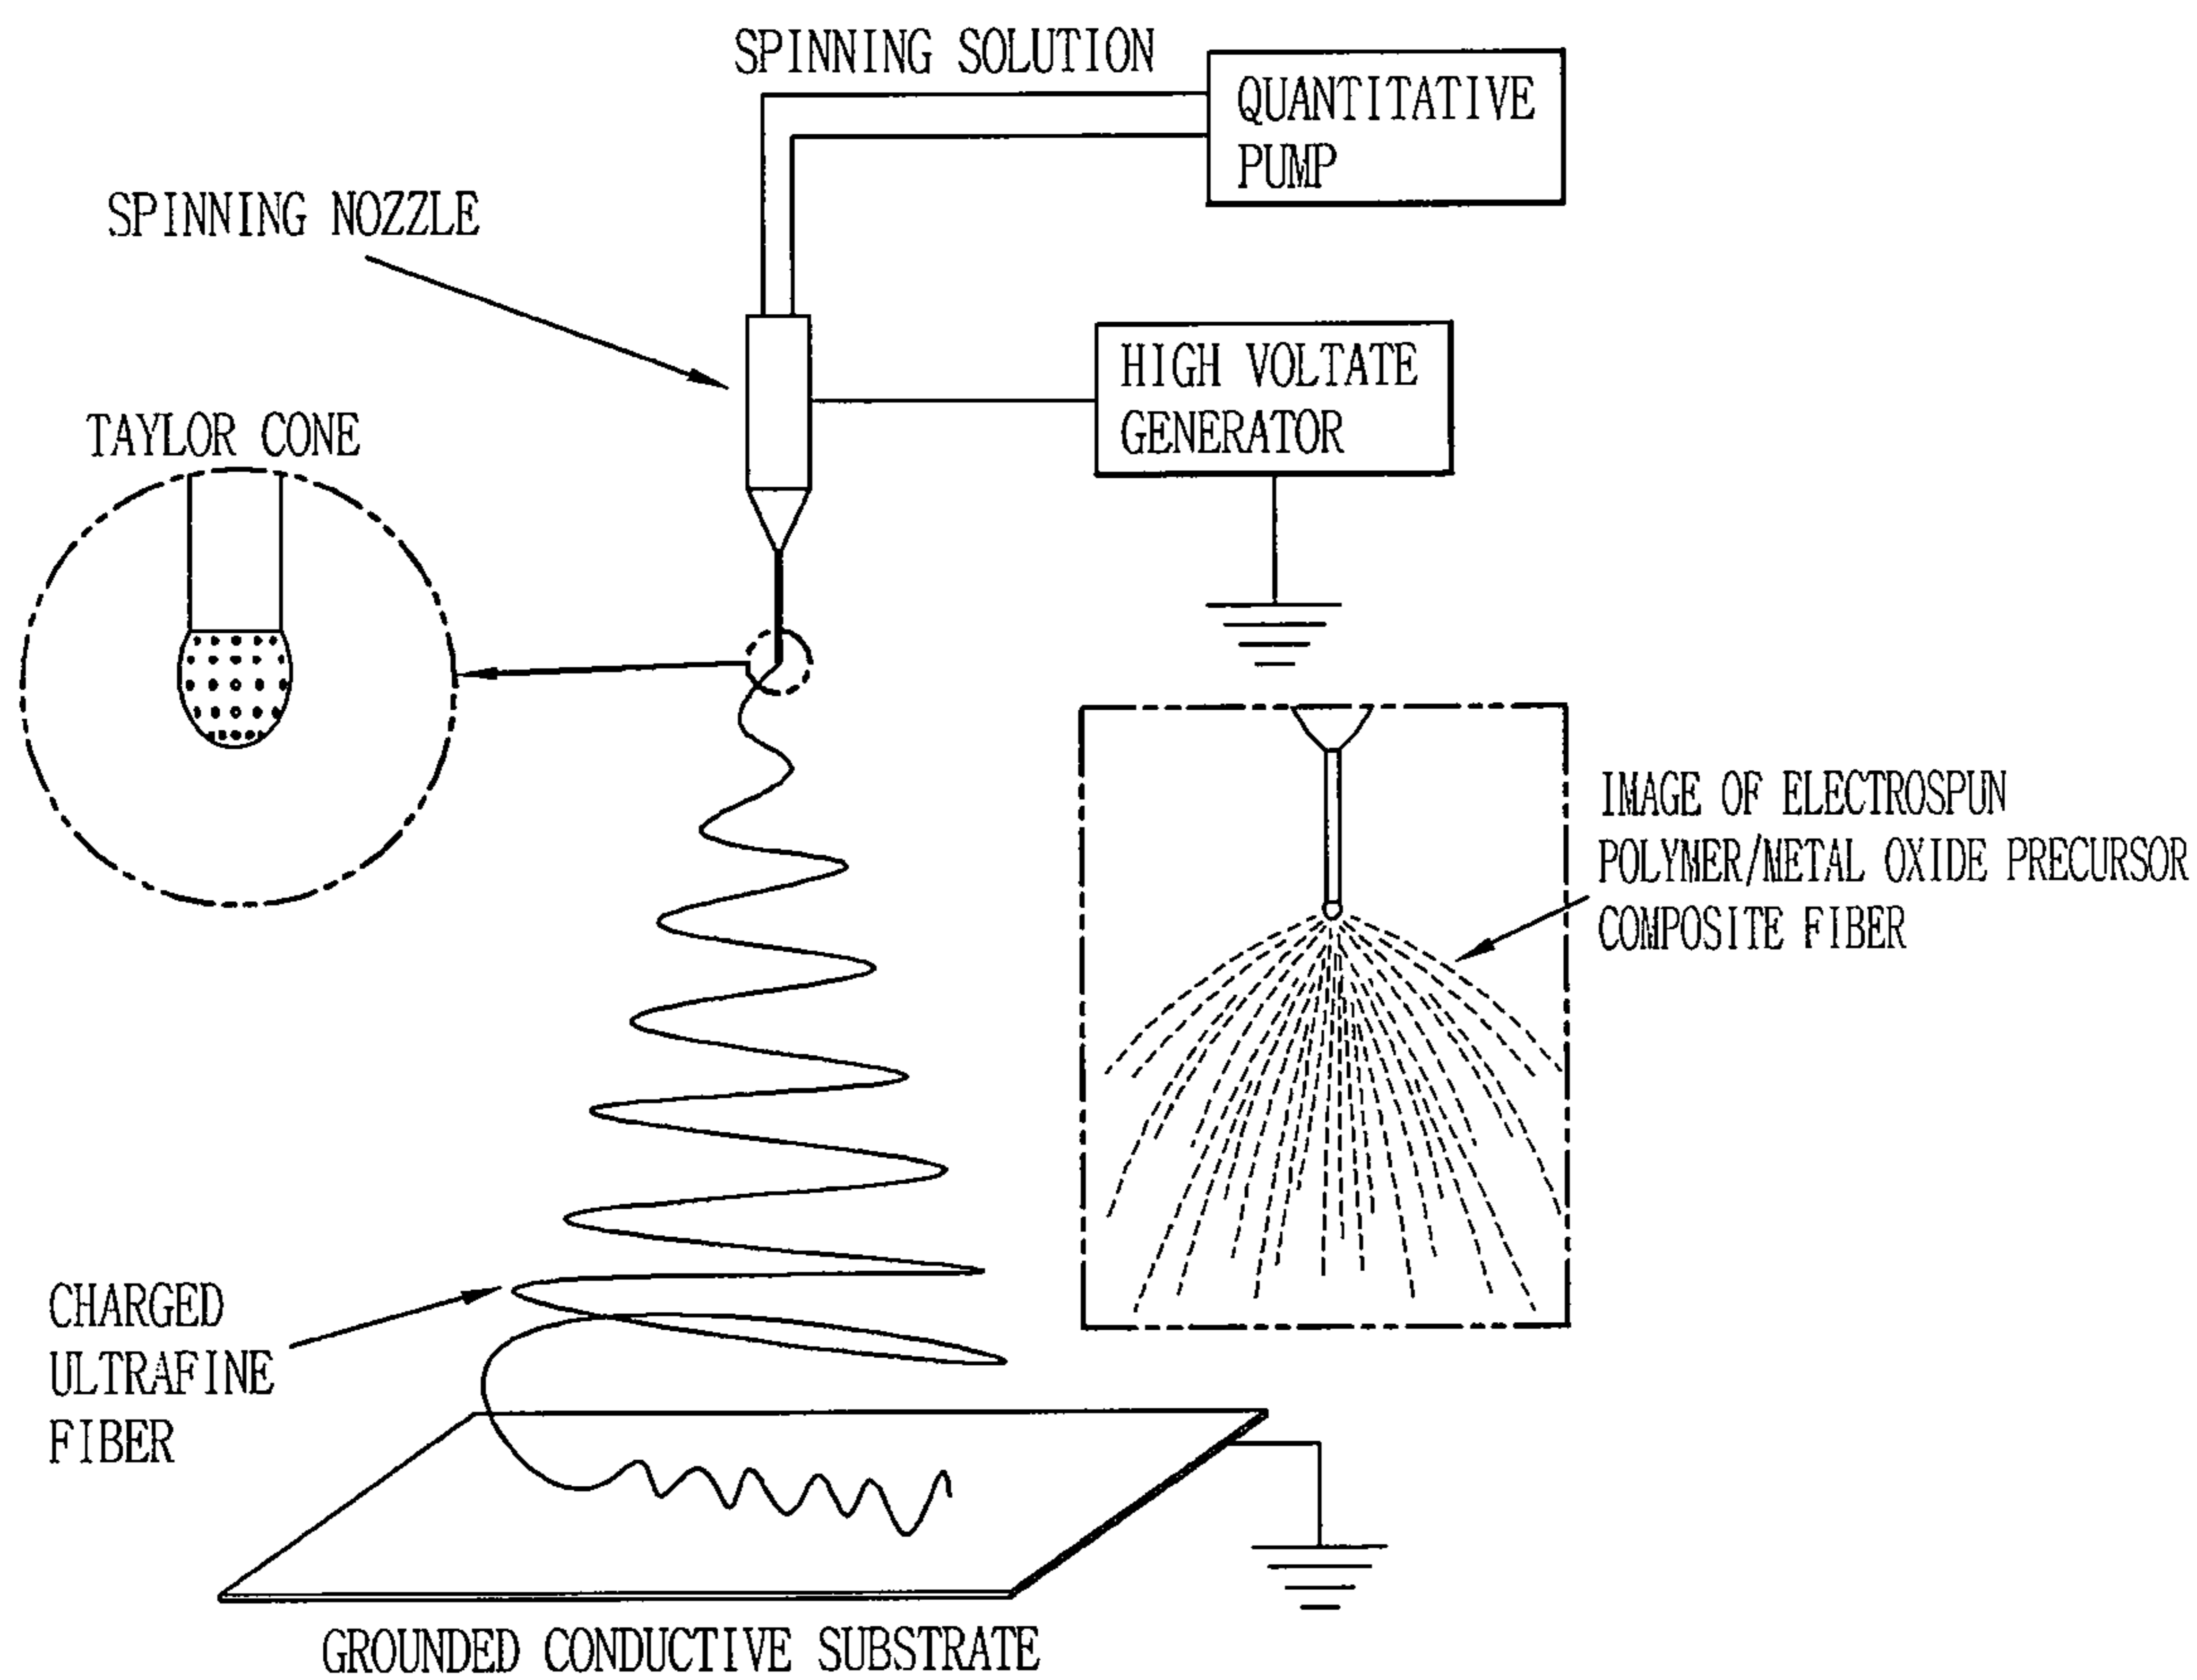 SPINNING SOLUTION
QUANTITATIVE
PUMP
SPINNING NOZZLE
HIGH VOLTATE
GENERATOR
TAYLOR CONE
IMAGE OF ELECTROSPUN
POLYMER/METAL OXIDE PRECURSOR
COMPOSITE FIBER
CHARGED
ULTRAFINE
FIBER
GROUNDED CONDUCTIVE SUBSTRATE